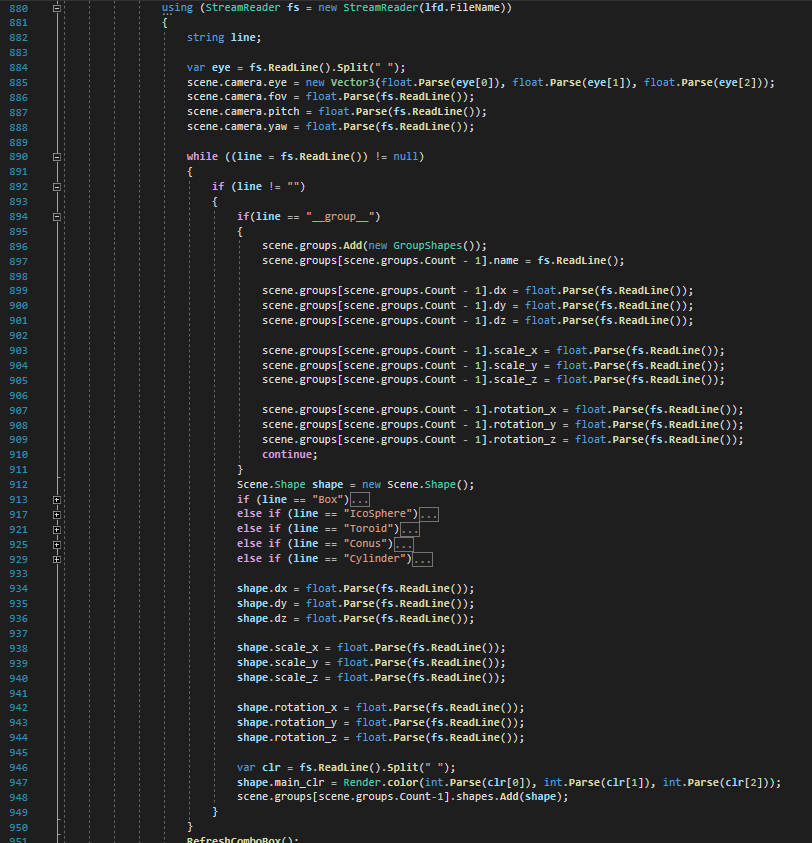 880 using (StreamReader fs = new StreamReader(lfd.FileName))
881 {
882 string line;
883
884 var eye = fs.ReadLine().Split(" ");
885 scene.camera.eye = new Vector3(float.Parse(eye[0]), float.Parse(eye[1]), float.Parse(eye[2]));
886 scene.camera.fov = float.Parse(fs.ReadLine());
887 scene.camera.pitch = float.Parse(fs.ReadLine());
888 scene.camera.yaw = float.Parse(fs.ReadLine());
889
890 while ((line = fs.ReadLine()) != null)
891 {
892 if (line != "")
893 {
894 if(line == "__group__")
895 {
896 scene.groups.Add(new GroupShapes());
897 scene.groups[scene.groups.Count - 1].name = fs.ReadLine();
898
899 scene.groups[scene.groups.Count - 1].dx = float.Parse(fs.ReadLine());
900 scene.groups[scene.groups.Count - 1].dy = float.Parse(fs.ReadLine());
901 scene.groups[scene.groups.Count - 1].dz = float.Parse(fs.ReadLine());
902
903 scene.groups[scene.groups.Count - 1].scale_x = float.Parse(fs.ReadLine());
904 scene.groups[scene.groups.Count - 1].scale_y = float.Parse(fs.ReadLine());
905 scene.groups[scene.groups.Count - 1].scale_z = float.Parse(fs.ReadLine());
906
907 scene.groups[scene.groups.Count - 1].rotation_x = float.Parse(fs.ReadLine());
908 scene.groups[scene.groups.Count - 1].rotation_y = float.Parse(fs.ReadLine());
909 scene.groups[scene.groups.Count - 1].rotation_z = float.Parse(fs.ReadLine());
910 continue;
911 }
912 Scene.Shape shape = new Scene.Shape();
913 if (line == "Box")...
917 else if (line == "IcoSphere")...
921 else if (line == "Toroid")...
925 else if (line == "Conus")...
929 else if (line == "Cylinder")...
933
934 shape.dx = float.Parse(fs.ReadLine());
935 shape.dy = float.Parse(fs.ReadLine());
936 shape.dz = float.Parse(fs.ReadLine());
937
938 shape.scale_x = float.Parse(fs.ReadLine());
939 shape.scale_y = float.Parse(fs.ReadLine());
940 shape.scale_z = float.Parse(fs.ReadLine());
941
942 shape.rotation_x = float.Parse(fs.ReadLine());
943 shape.rotation_y = float.Parse(fs.ReadLine());
944 shape.rotation_z = float.Parse(fs.ReadLine());
945
946 var clr = fs.ReadLine().Split(" ");
947 shape.main_clr = Render.color(int.Parse(clr[0]), int.Parse(clr[1]), int.Parse(clr[2]));
948 scene.groups[scene.groups.Count-1].shapes.Add(shape);
949 }
950 }
951 RefreshComboBox();